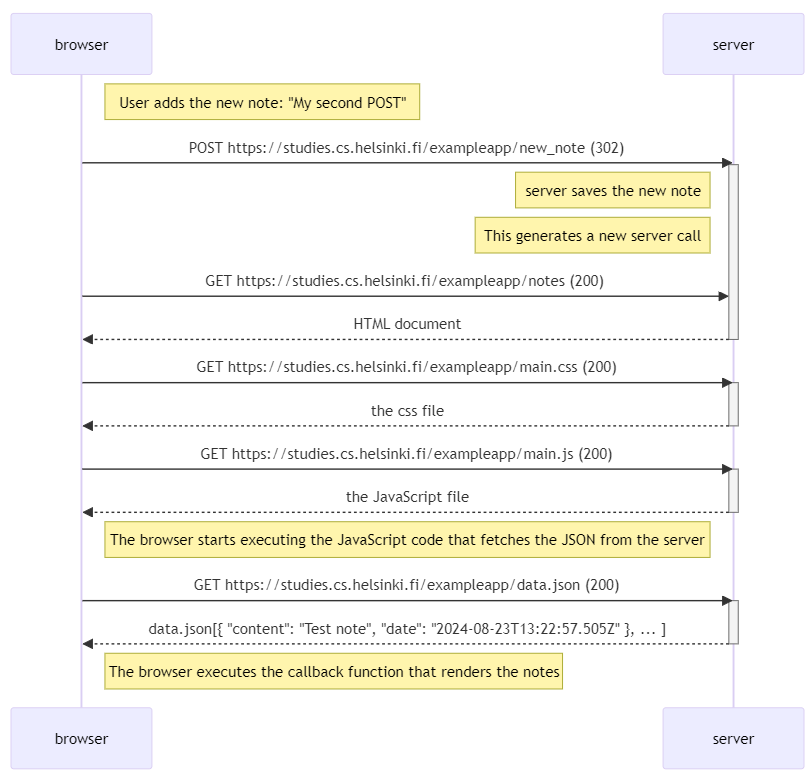 browser server
User adds the new note: "My second POST"
POST https://studies.cs.helsinki.fi/exampleapp/new_note (302)
server saves the new note
This generates a new server call
GET https://studies.cs.helsinki.fi/exampleapp/notes (200)
HTML document
GET https://studies.cs.helsinki.fi/exampleapp/main.css (200)
the css file
GET https://studies.cs.helsinki.fi/exampleapp/main.js (200)
the JavaScript file
The browser starts executing the JavaScript code that fetches the JSON from the server
GET https://studies.cs.helsinki.fi/exampleapp/data.json (200)
data.json[{ "content": "Test note", "date": "2024-08-23T13:22:57.505Z" }, ... ]
The browser executes the callback function that renders the notes
browser server